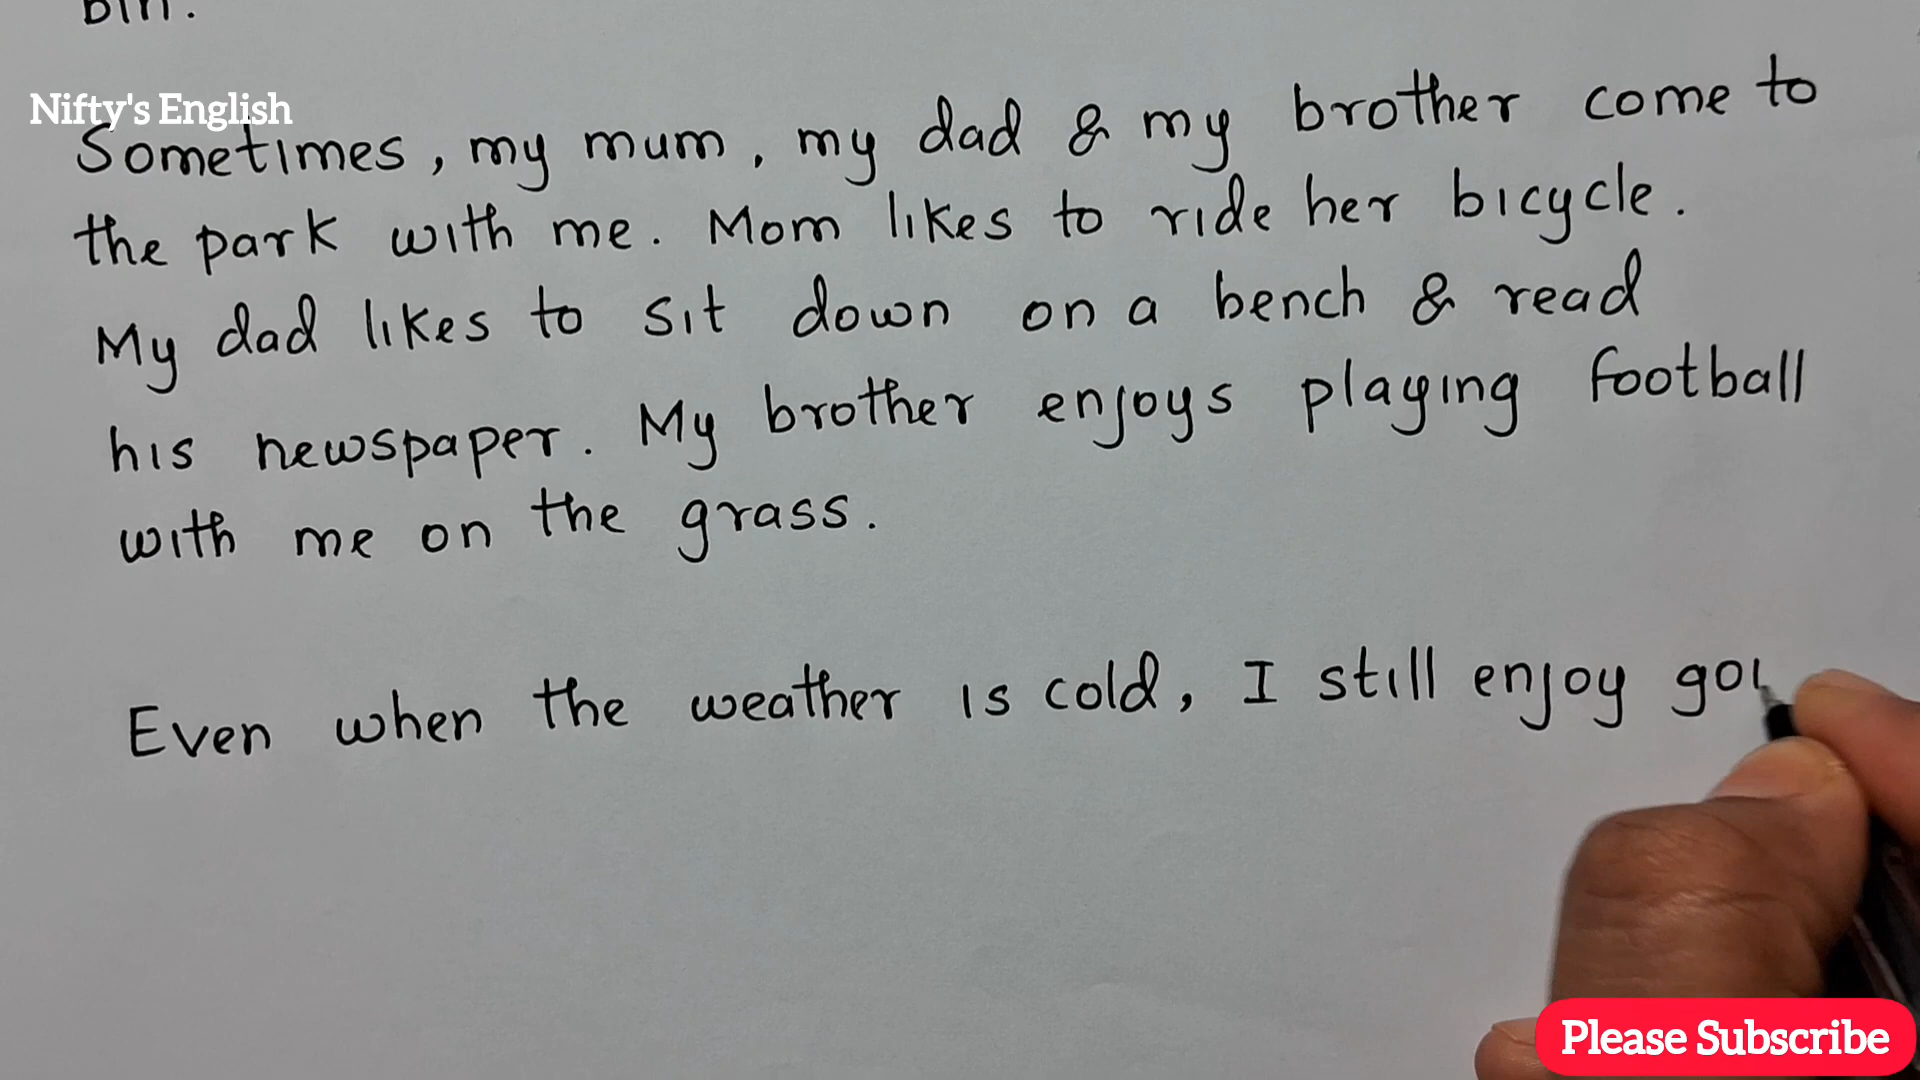 Nifty's English
Sometimes, my mum, my dad & my brother come to
the park with me. Mom likes to ride her bicycle.
My dad likes to sit down on a bench & read
his newspaper. My brother enjoys playing football
with me on the grass.
Even when the weather is cold, I still enjoy goi
Please Subscribe